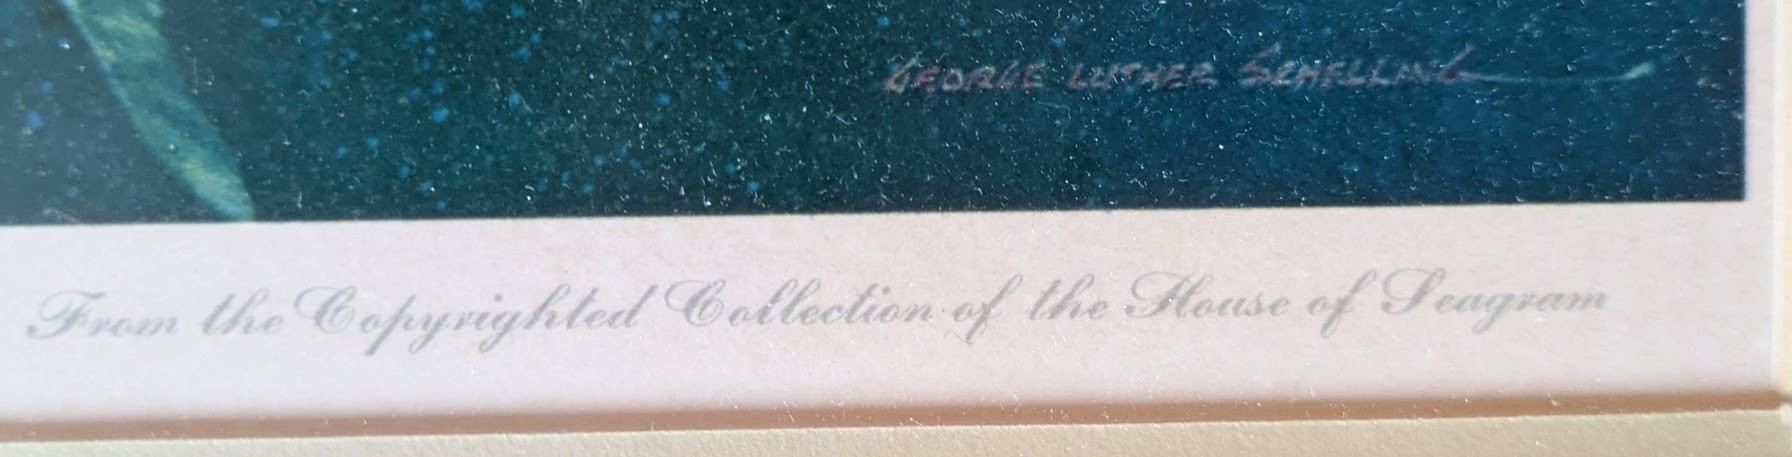 GEORGE LUTHER SCHELLING
From the Copyrighted Collection of the House of Seagram